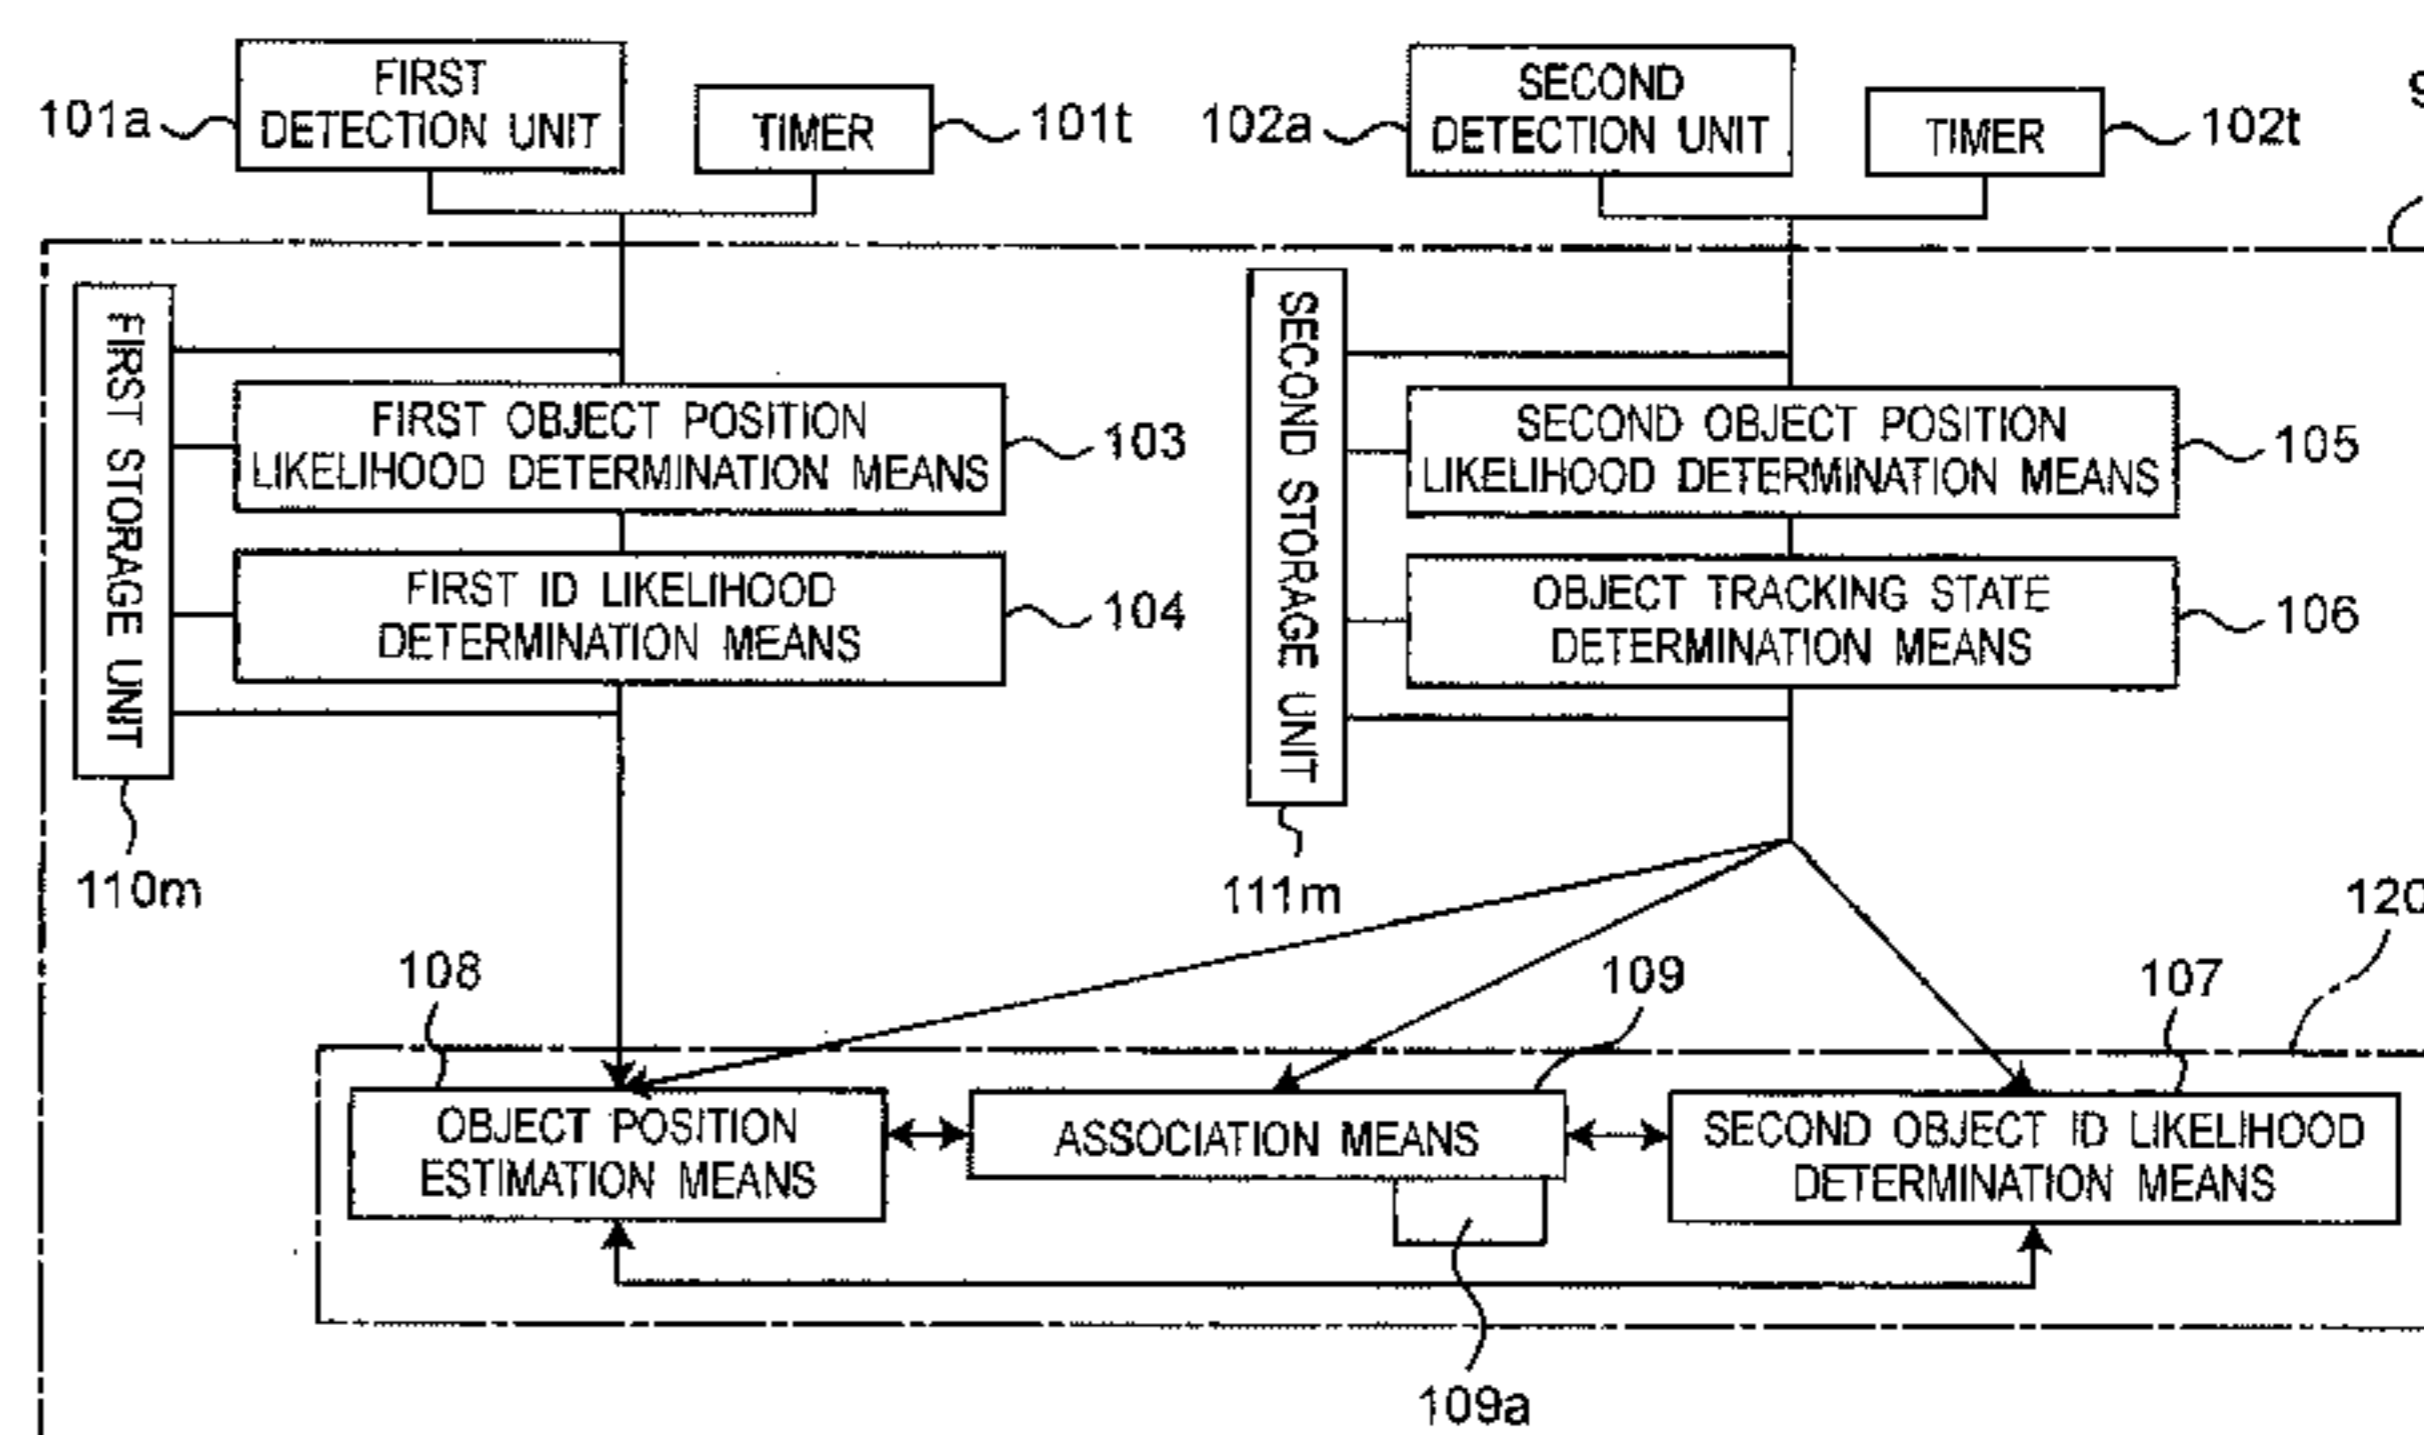 FIRST
DETECTION UNIT
101a
TIMER
101t
SECOND
DETECTION UNIT
102a
TIMER
102t
FIRST STORAGE UNIT
110m
FIRST OBJECT POSITION
LIKELIHOOD DETERMINATION MEANS
103
FIRST ID LIKELIHOOD
DETERMINATION MEANS
104
SECOND STORAGE UNIT
111m
SECOND OBJECT POSITION
LIKELIHOOD DETERMINATION MEANS
105
OBJECT TRACKING STATE
DETERMINATION MEANS
106
120
108
109
107
OBJECT POSITION
ESTIMATION MEANS
ASSOCIATION MEANS
SECOND OBJECT ID LIKELIHOOD
DETERMINATION MEANS
109a